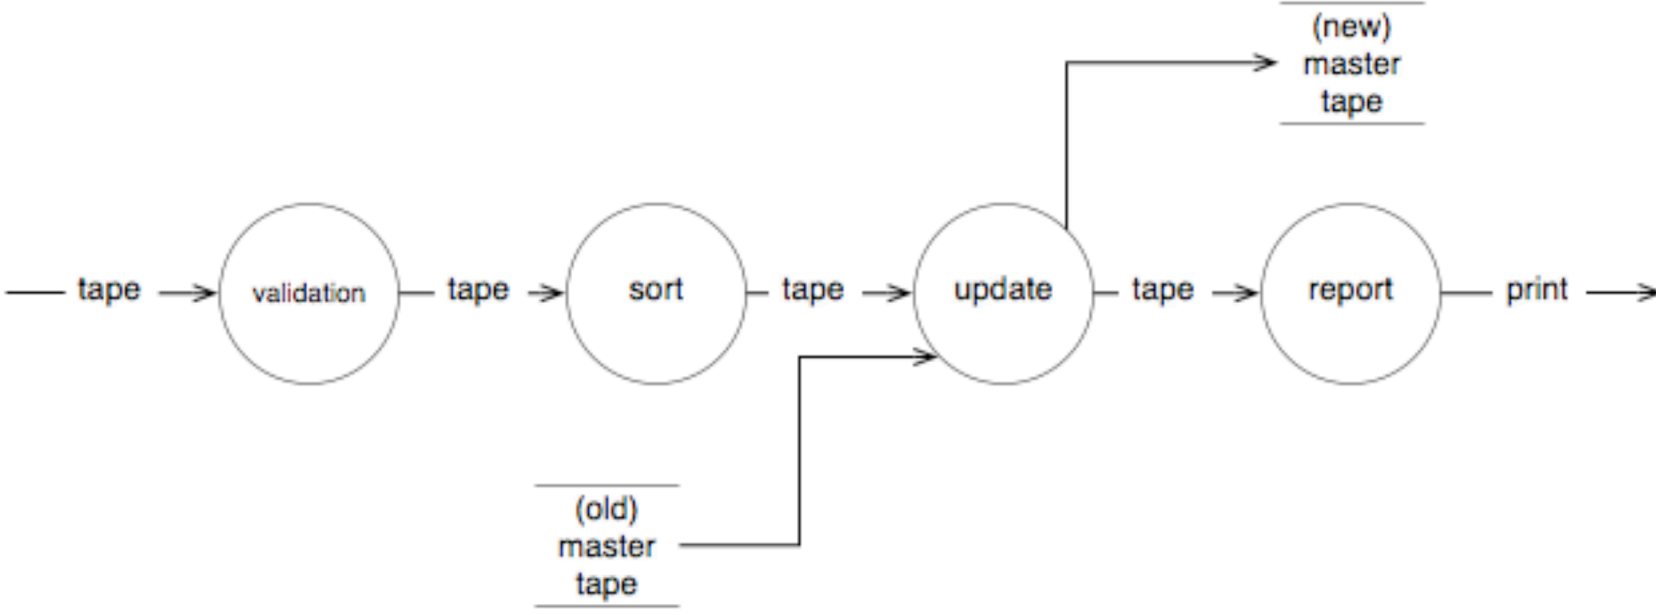 (new)
master
tape
tape
validation
tape
sort
tape
update
tape
report
print
(old)
master
tape